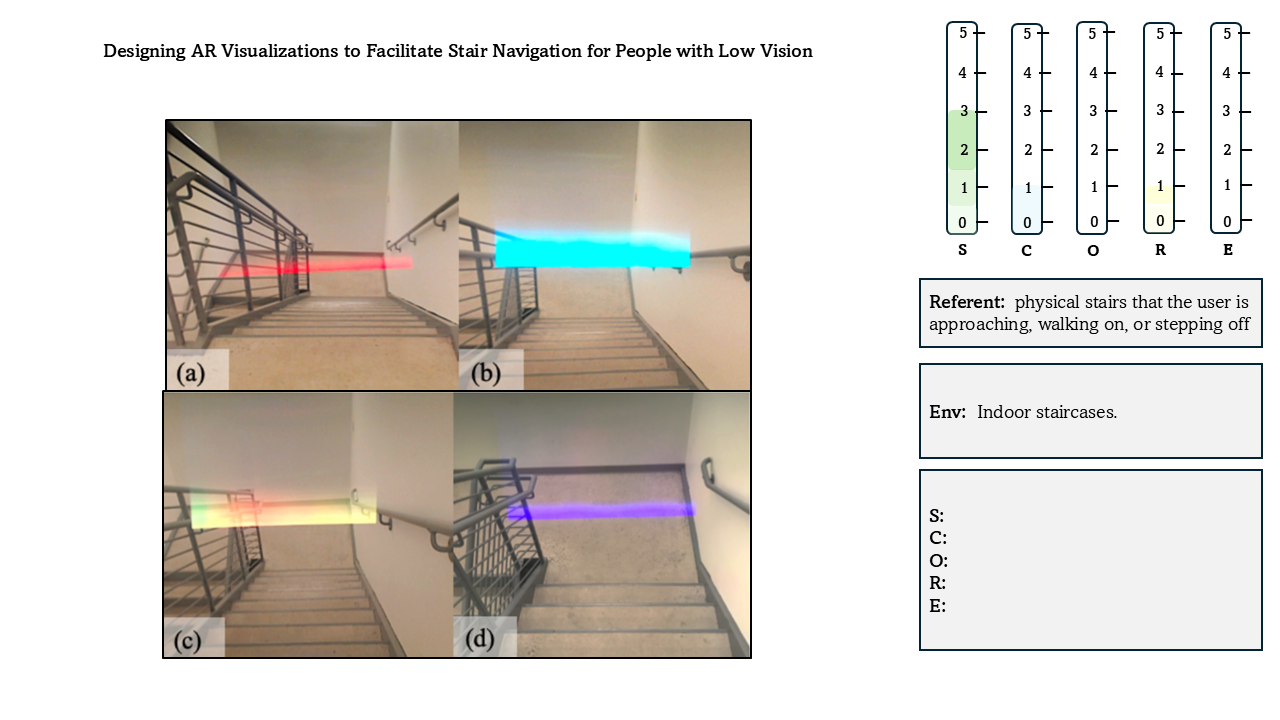 Designing AR Visualizations to Facilitate Stair Navigation for People with Low Vision
(a)
(b)
(c)
(d)
5 5 5 5 5
4 4 4 4 4
3 3 3 3 3
2 2 2 2 2
1 1 1 1 1
0 0 0 0 0
S C O R E
Referent: physical stairs that the user is
approaching, walking on, or stepping off
Env: Indoor staircases.
S:
C:
O:
R:
E: